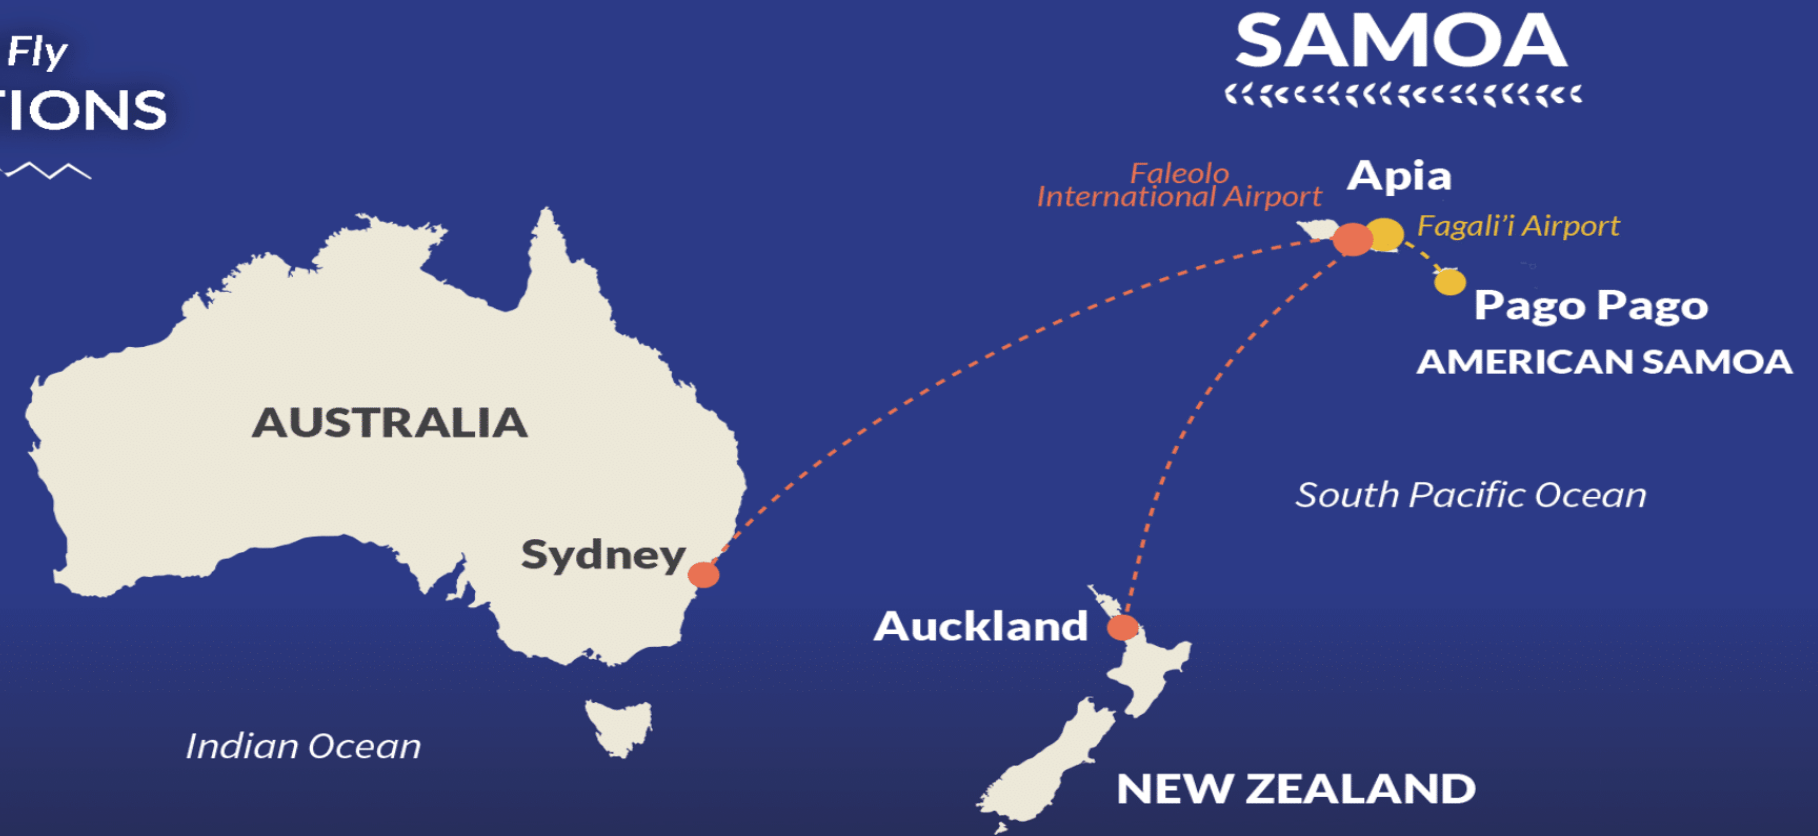 Fly
TIONS
SAMOA
Faleolo
International Airport
Apia
Fagali'i Airport
Pago Pago
AMERICAN SAMOA
AUSTRALIA
South Pacific Ocean
Sydney
Auckland
Indian Ocean
NEW ZEALAND